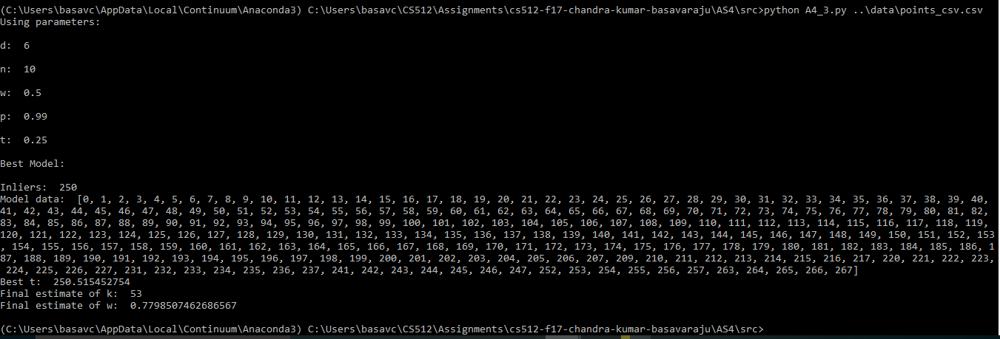 (C:\Users\basavc\AppData\Local\Continuum\Anaconda3) C:\Users\basavc\CS512\Assignments\cs512-f17-chandra-kumar-basavaraju\AS4\src>python A4_3.py ..\data\points_csv.csv
Using parameters:
d:  6
n:  10
w:  0.5
p:  0.99
t:  0.25
Best Model:
Inliers:  250
Model data:  [0, 1, 2, 3, 4, 5, 6, 7, 8, 9, 10, 11, 12, 13, 14, 15, 16, 17, 18, 19, 20, 21, 22, 23, 24, 25, 26, 27, 28, 29, 30, 31, 32, 33, 34, 35, 36, 37, 38, 39, 40,
41, 42, 43, 44, 45, 46, 47, 48, 49, 50, 51, 52, 53, 54, 55, 56, 57, 58, 59, 60, 61, 62, 63, 64, 65, 66, 67, 68, 69, 70, 71, 72, 73, 74, 75, 76, 77, 78, 79, 80, 81, 82,
83, 84, 85, 86, 87, 88, 89, 90, 91, 92, 93, 94, 95, 96, 97, 98, 99, 100, 101, 102, 103, 104, 105, 106, 107, 108, 109, 110, 111, 112, 113, 114, 115, 116, 117, 118, 119,
120, 121, 122, 123, 124, 125, 126, 127, 128, 129, 130, 131, 132, 133, 134, 135, 136, 137, 138, 139, 140, 141, 142, 143, 144, 145, 146, 147, 148, 149, 150, 151, 152, 153
, 154, 155, 156, 157, 158, 159, 160, 161, 162, 163, 164, 165, 166, 167, 168, 169, 170, 171, 172, 173, 174, 175, 176, 177, 178, 179, 180, 181, 182, 183, 184, 185, 186, 1
87, 188, 189, 190, 191, 192, 193, 194, 195, 196, 197, 198, 199, 200, 201, 202, 203, 204, 205, 206, 207, 209, 210, 211, 212, 213, 214, 215, 216, 217, 220, 221, 222, 223,
224, 225, 226, 227, 231, 232, 233, 234, 235, 236, 237, 241, 242, 243, 244, 245, 246, 247, 252, 253, 254, 255, 256, 257, 263, 264, 265, 266, 267]
Best t:  250.515452754
Final estimate of k:  53
Final estimate of w:  0.7798507462686567
(C:\Users\basavc\AppData\Local\Continuum\Anaconda3) C:\Users\basavc\CS512\Assignments\cs512-f17-chandra-kumar-basavaraju\AS4\src>